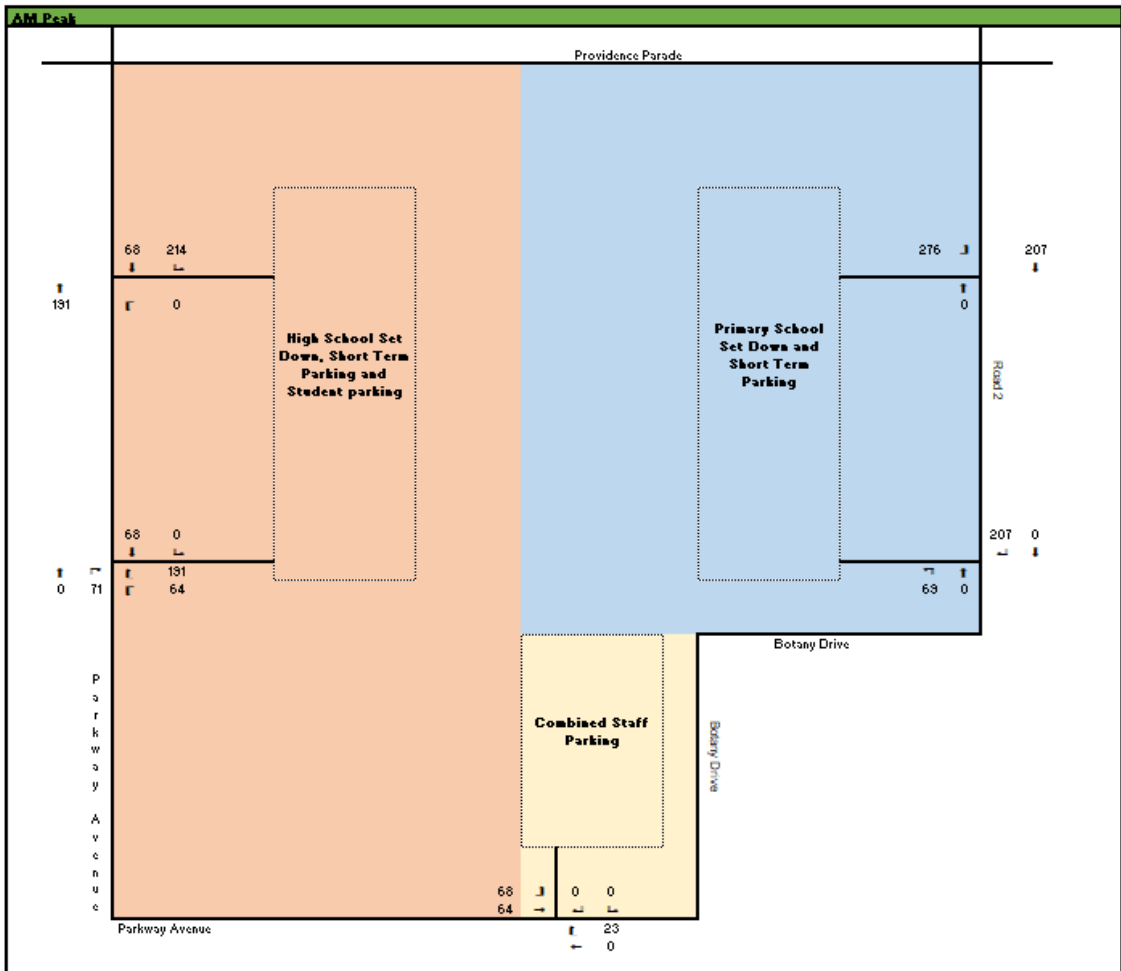 AM Peak
Providence Parade
68 214
276
207
191
0
0
High School Set
Down, Short Term
Parking and
Student parking
Primary School
Set Down and
Short Term
Parking
Road 2
68 0
207 0
191
0 71
64
69 0
Botany Drive
Parkway Avenue
Combined Staff
Parking
Botany Drive
68 0 0
64
Parkway Avenue
23
0